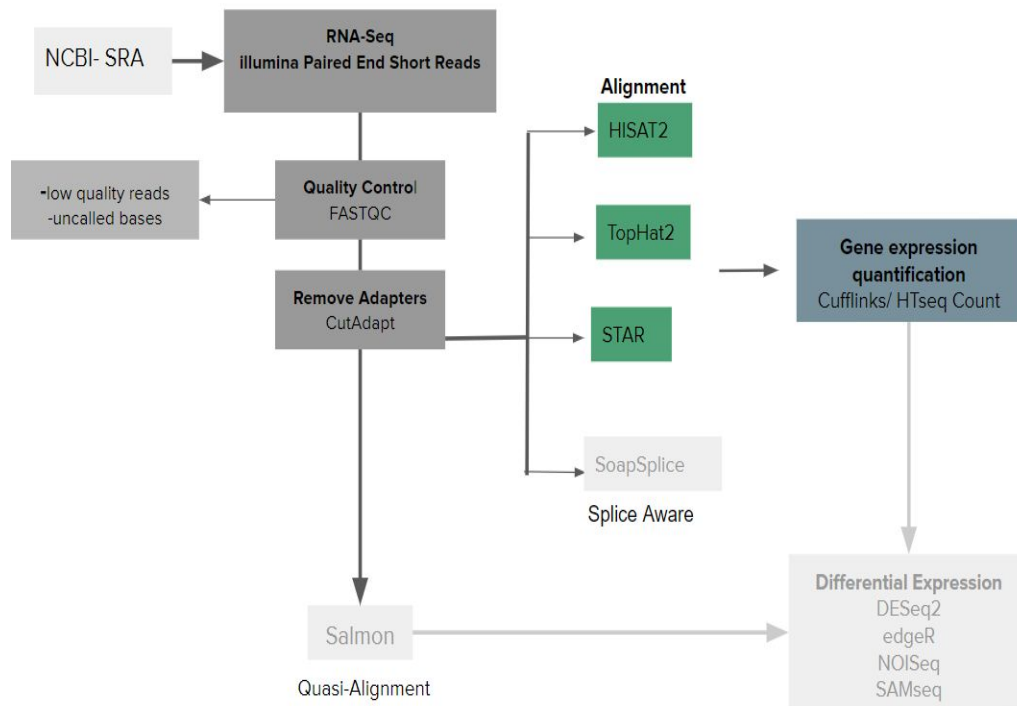 NCBI- SRA
RNA-Seq
illumina Paired End Short Reads
-low quality reads
-uncalled bases
Quality Control
FASTQC
Remove Adapters
CutAdapt
Alignment
HISAT2
TopHat2
STAR
SoapSplice
Splice Aware
Gene expression
quantification
Cufflinks/ HTseq Count
Salmon
Quasi-Alignment
Differential Expression
DESeq2
edgeR
NOISeq
SAMseq